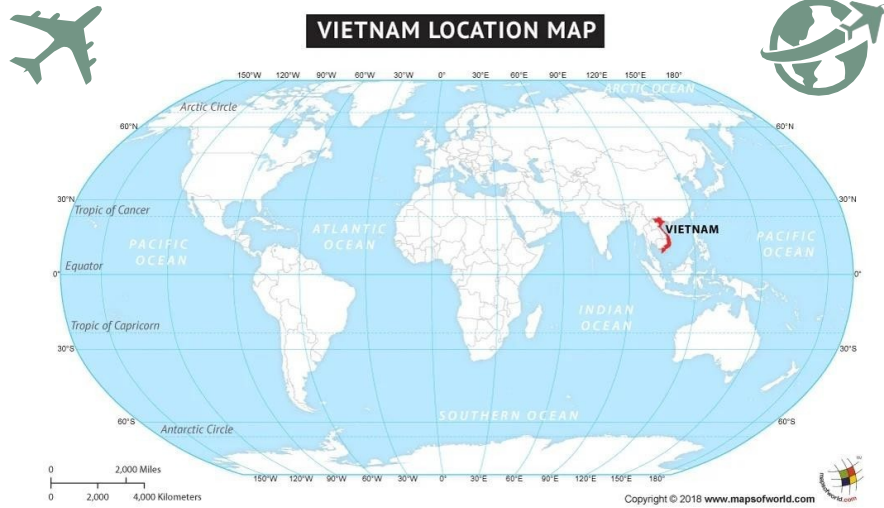 VIETNAM LOCATION MAP
150°W 120°W 90°W 60°W 30°W 0° 30°E 60°E 90°E 120°E 150°E 180°
ARCTIC OCEAN
Arctic Circle
60°N 60°N
30°N 30°N
Tropic of Cancer
VIETNAM
ATLANTIC
OCEAN
PACIFIC
OCEAN
PACIFIC
OCEAN
Equator
0° 0°
INDIAN
OCEAN
Tropic of Capricorn
30°S 30°S
SOUTHERN OCEAN
60°S 60°S
Antarctic Circle
150°W 120°W 90°W 60°W 30°W 0° 30°E 60°E 90°E 120°E 150°E 180°
0 2,000 Miles
0 2,000 4,000 Kilometers
Copyright © 2018 www.mapsofworld.com
mapsofworld.com